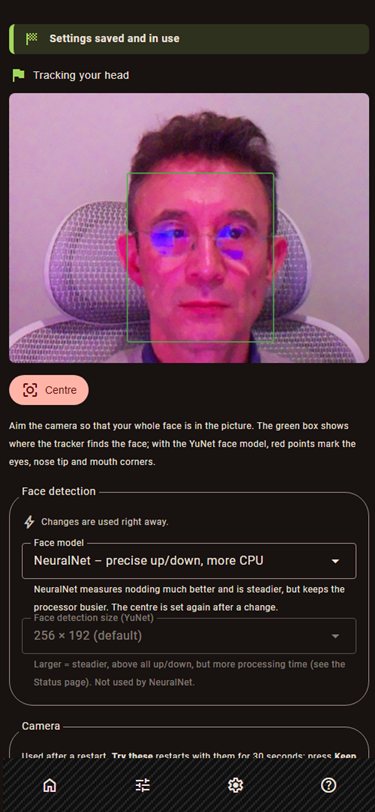 Settings saved and in use
Tracking your head
Centre
Aim the camera so that your whole face is in the picture. The green box shows
where the tracker finds the face; with the YuNet face model, red points mark the
eyes, nose tip and mouth corners.
Face detection
Changes are used right away.
Face model
NeuralNet – precise up/down, more CPU
NeuralNet measures nodding much better and is steadier, but keeps the
processor busier. The centre is set again after a change.
Face detection size (YuNet)
256 × 192 (default)
Larger = steadier, above all up/down, but more processing time (see the
Status page). Not used by NeuralNet.
Camera
Used after a restart. Try these restarts with them for 30 seconds; press Keep